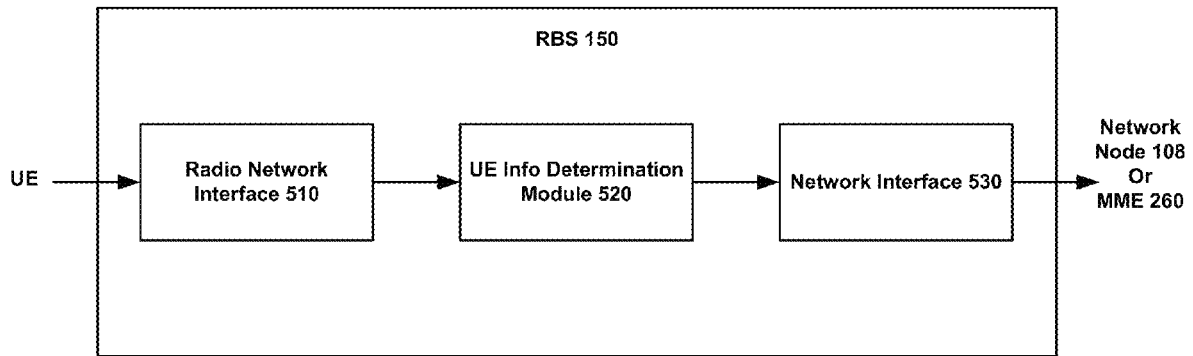 RBS 150
UE
Radio Network
Interface 510
UE Info Determination
Module 520
Network Interface 530
Network
Node 108
Or
MME 260